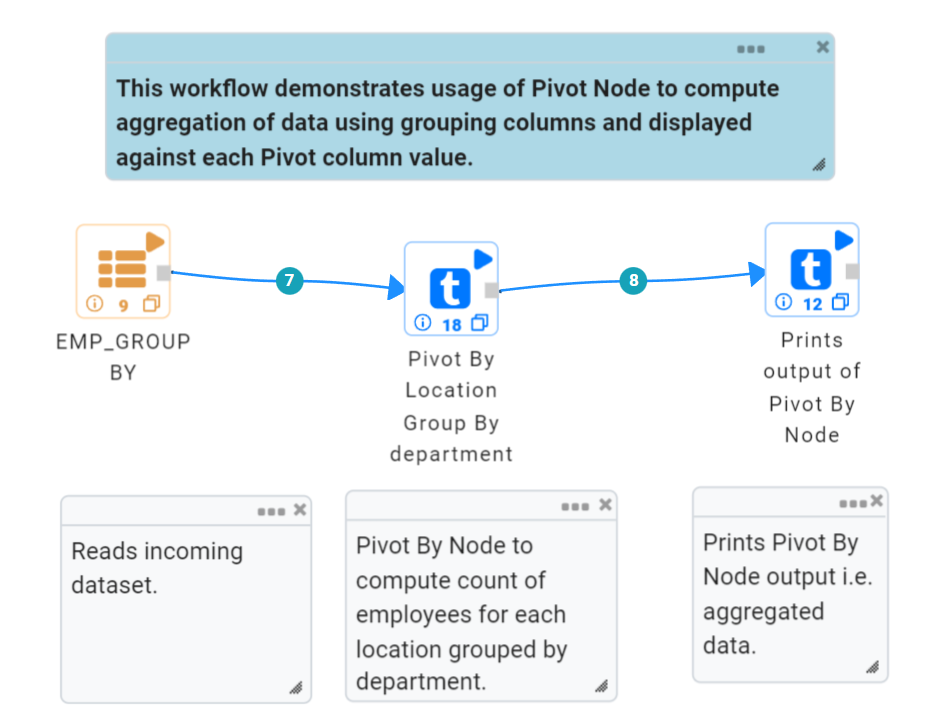 This workflow demonstrates usage of Pivot Node to compute
aggregation of data using grouping columns and displayed
against each Pivot column value.
9
EMP_GROUP
BY
7
t
18
Pivot By
Location
Group By
department
8
t
12
Prints
output of
Pivot By
Node
Reads incoming
dataset.
Pivot By Node to
compute count of
employees for each
location grouped by
department.
Prints Pivot By
Node output i.e.
aggregated
data.